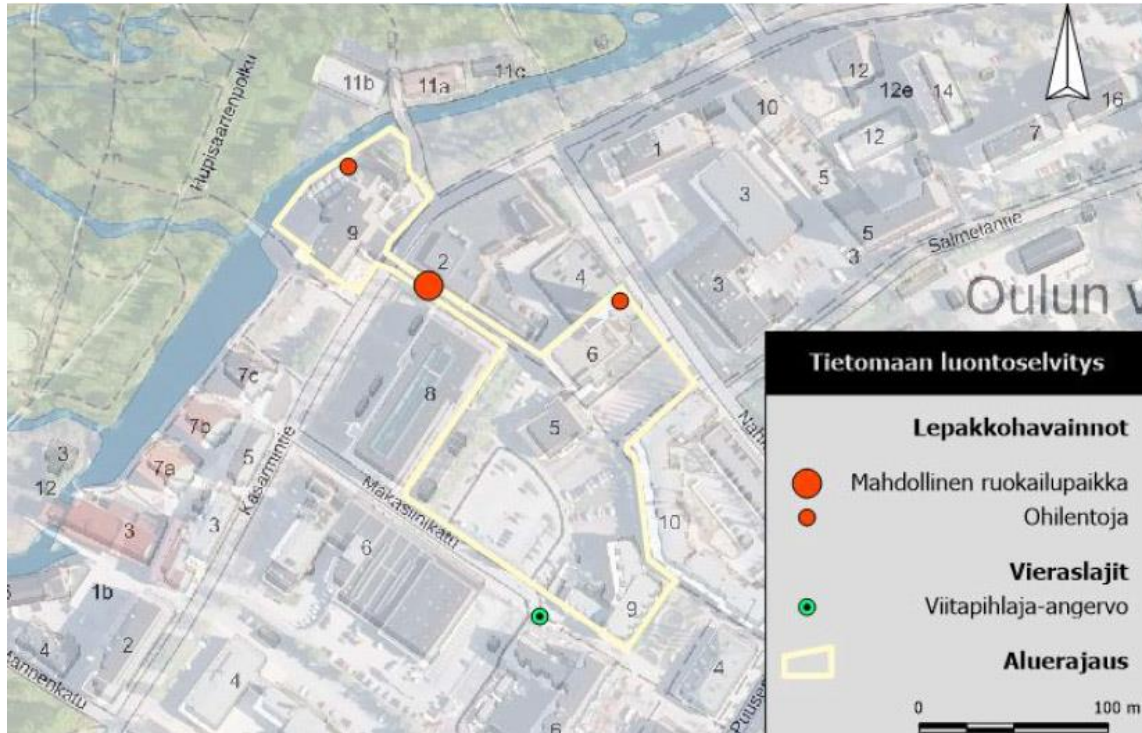 11b
11a
11c
Hupisaartenpolku
12
12e
14
16
10
12
7
1
5
3
9
5
Salmetantie
3
2
4
3
Oulun v
6
Tietomaan luontoselvitys
7c
8
Lepakkohavainnot
7b
5
3
5
Mahdollinen ruokailupaikka
7a
12
Kasarmintie
Makasiinikatu
10
Ohilentoja
3
3
6
Vieraslajit
1b
9
Viitapihlaja-angervo
4
2
4
4
Aluerajaus
6
0
100 m